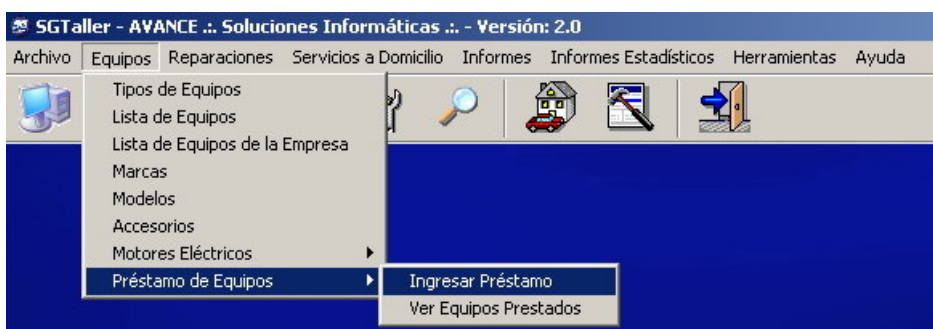 SGTaller - AVANCE .:. Soluciones Informáticas .:. - Versión: 2.0
Archivo Equipos Reparaciones Servicios a Domicilio Informes Informes Estadísticos Herramientas Ayuda
Tipos de Equipos
Lista de Equipos
Lista de Equipos de la Empresa
Marcas
Modelos
Accesorios
Motores Eléctricos
Préstamo de Equipos
Ingresar Préstamo
Ver Equipos Prestados